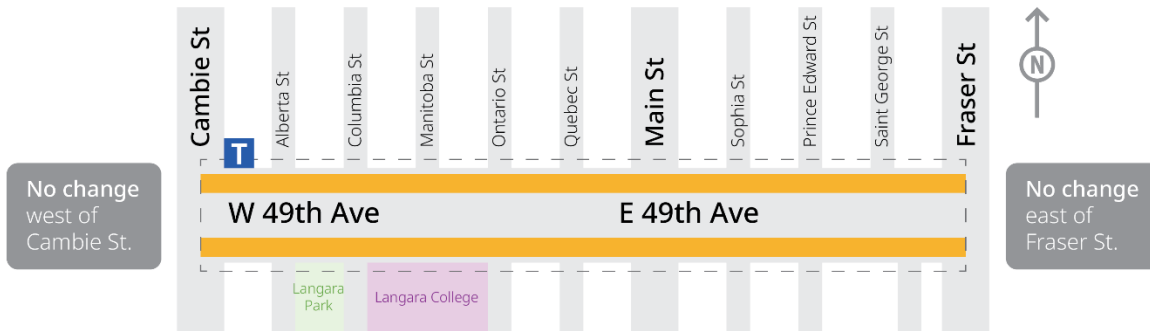 Cambie St
Alberta St
Columbia St
Manitoba St
Ontario St
Quebec St
Main St
Sophia St
Prince Edward St
Saint George St
Fraser St
N
T
No change
west of
Cambie St.
W 49th Ave
E 49th Ave
No change
east of
Fraser St.
Langara
Park
Langara College